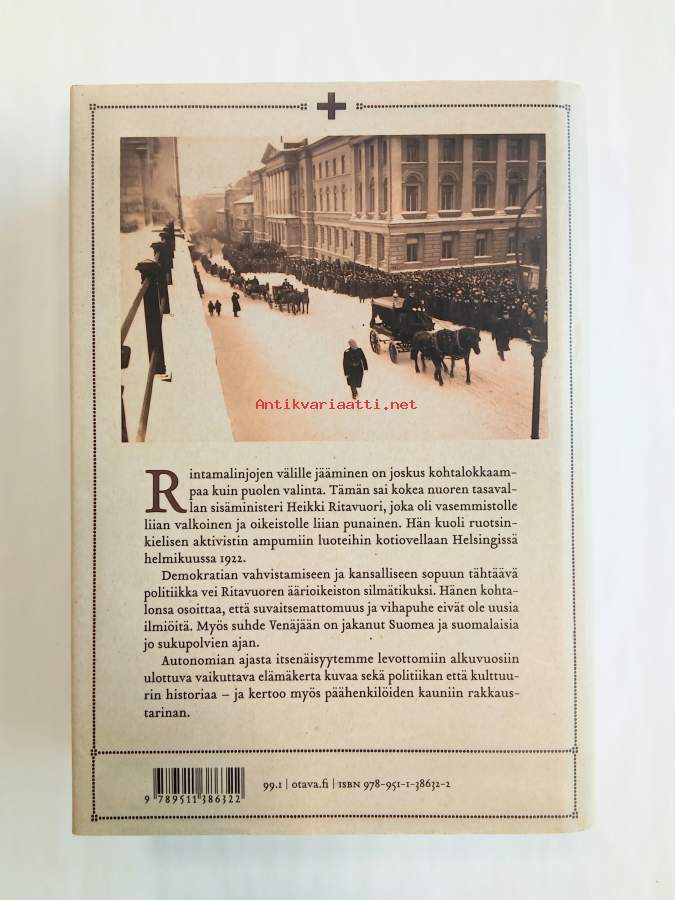 Antikvariaatti.net
Rintamalinjojen välille jääminen on joskus kohtalokkaam-
paa kuin puolen valinta. Tämän sai kokea nuoren tasaval-
lan sisäministeri Heikki Ritavuori, joka oli vasemmistolle
liian valkoinen ja oikeistolle liian punainen. Hän kuoli ruotsin-
kielisen aktivistin ampumiin luoteihin kotiovellaan Helsingissä
helmikuussa 1922.
Demokratian vahvistamiseen ja kansalliseen sopuun tähtäävä
politiikka vei Ritavuoren äärioikeiston silmätikuksi. Hänen kohta-
lonsa osoittaa, että suvaitsemattomuus ja vihapuhe eivät ole uusia
ilmiöitä. Myös suhde Venäjään on jakanut Suomea ja suomalaisia
jo sukupolvien ajan.
Autonomian ajasta itsenäisyytemme levottomiin alkuvuosiin
ulottuva vaikuttava elämäkerta kuvaa sekä politiikan että kulttuu-
rin historiaa – ja kertoo myös päähenkilöiden kauniin rakkaus-
tarinan.
99.1 | otava.fi | ISBN 978-951-1-38632-2
9 789511 386322